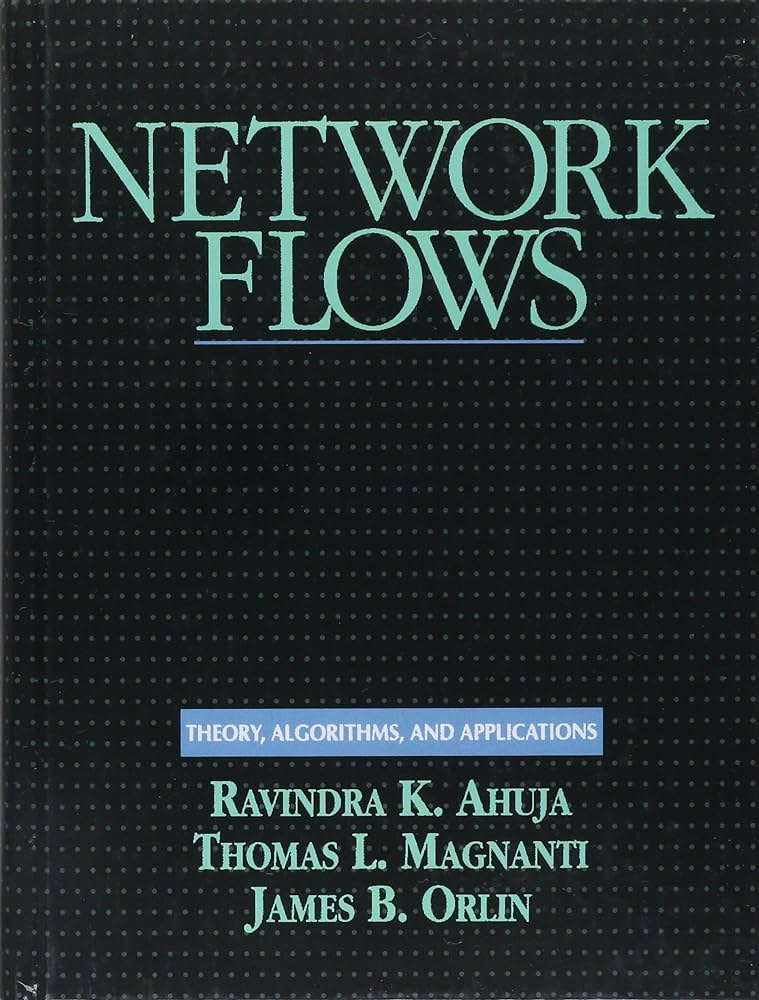 NETWORK
FLOWS
THEORY, ALGORITHMS, AND APPLICATIONS
RAVINDRA K. AHUJA
THOMAS L. MAGNANTI
JAMES B. ORLIN